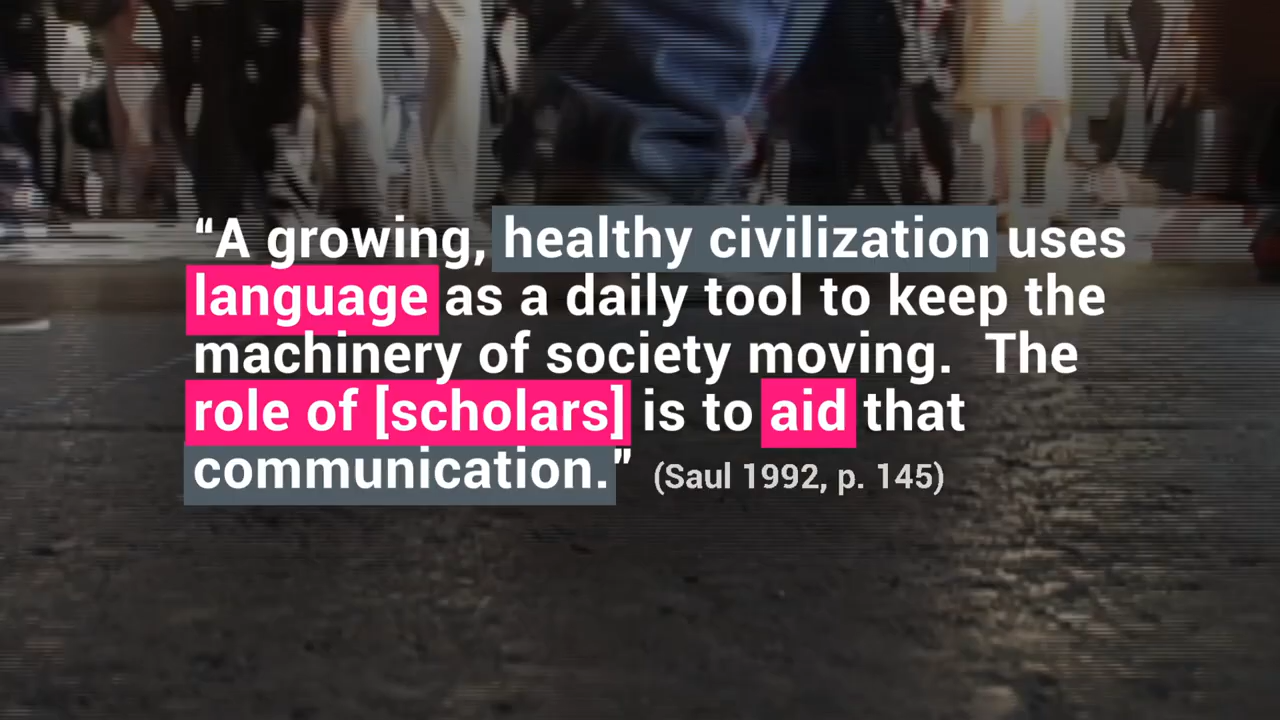 “A growing, healthy civilization uses
language as a daily tool to keep the
machinery of society moving.  The
role of [scholars] is to aid that
communication.”  (Saul 1992, p. 145)